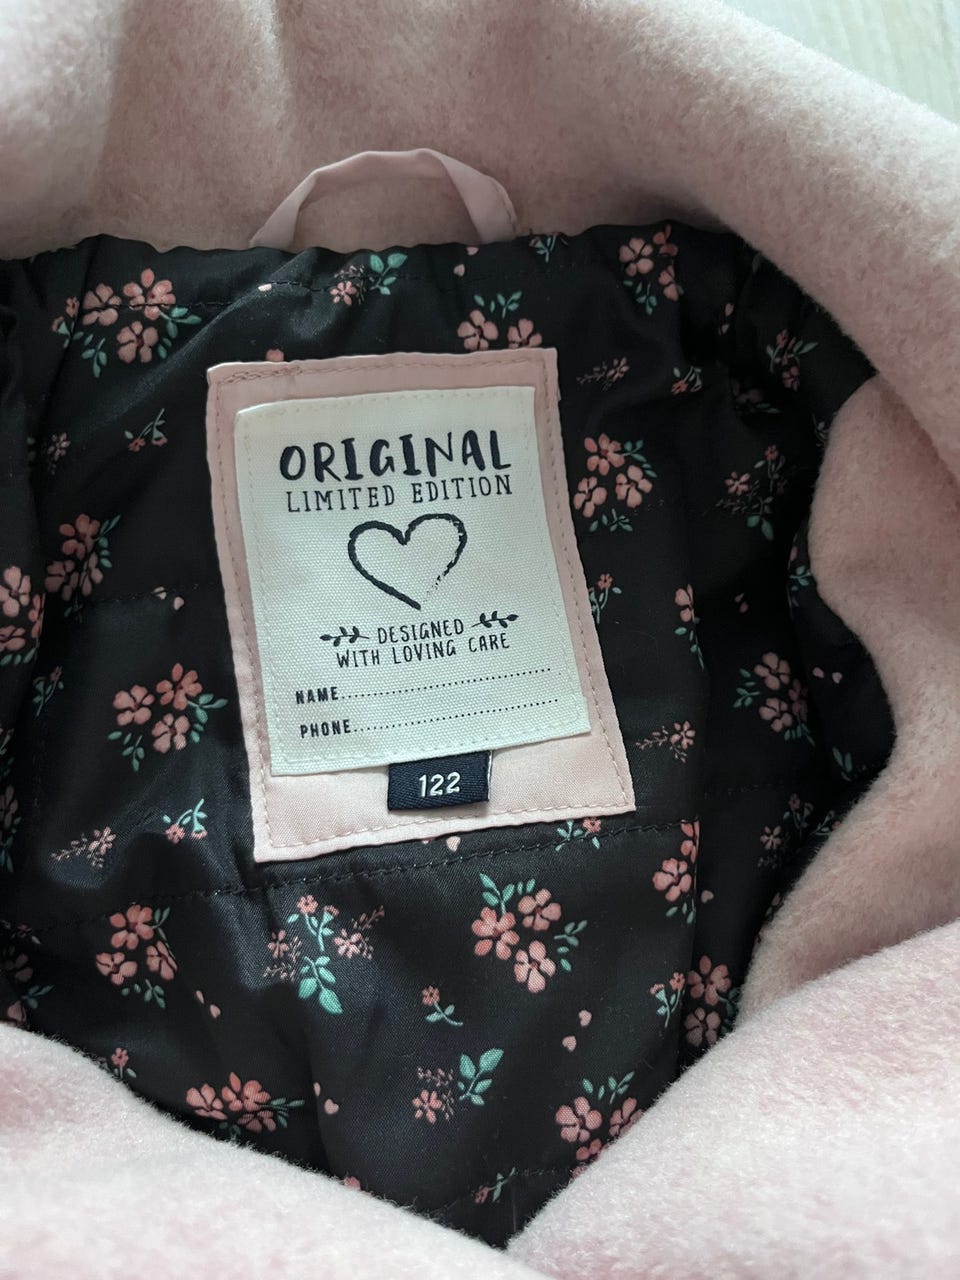 ORIGINAL
LIMITED EDITION
DESIGNED
WITH LOVING CARE
NAME..............................
PHONE..............................
122